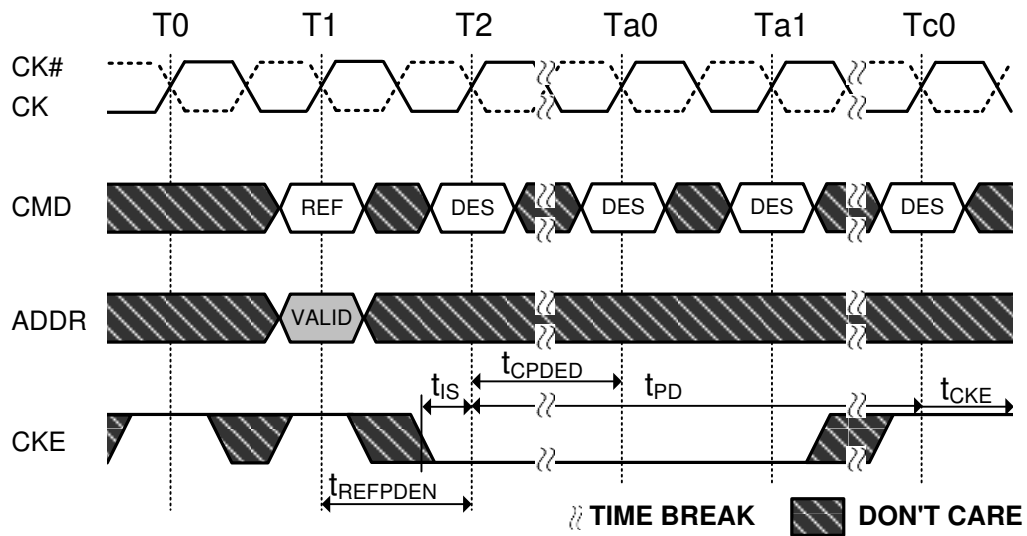 T0 T1 T2 Ta0 Ta1 Tc0
CK#
CK
CMD REF DES DES DES DES
ADDR VALID
tCPDED
tIS tPD tCKE
CKE
tREFPDEN
TIME BREAK DON'T CARE